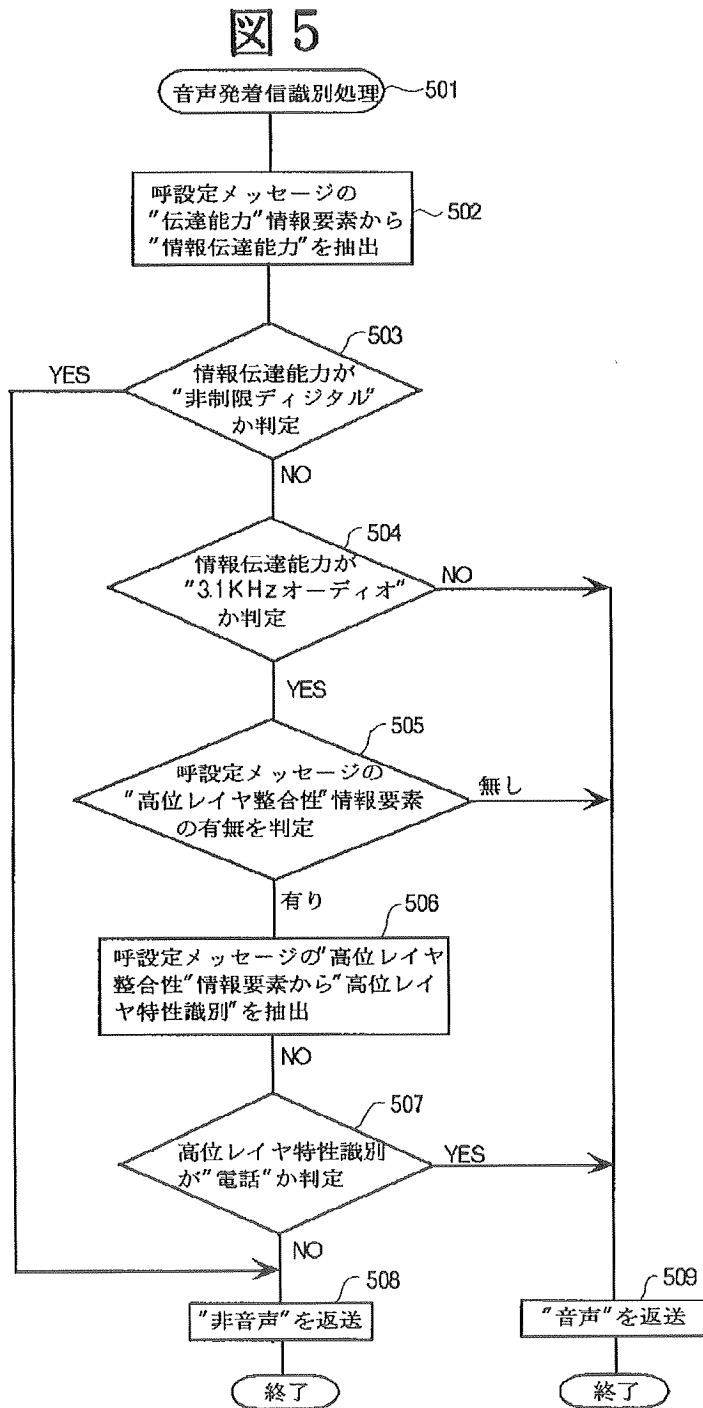 図 5
音声発着信識別処理
501
呼設定メッセージの
"伝達能力"情報要素から
"情報伝達能力"を抽出
502
503
YES
情報伝達能力が
"非制限ディジタル"
か判定
NO
504
情報伝達能力が
"3.1KHzオーディオ"
か判定
NO
YES
505
呼設定メッセージの
"高位レイヤ整合性"情報要素
の有無を判定
無し
有り
506
呼設定メッセージの"高位レイヤ
整合性"情報要素から"高位レイ
ヤ特性識別"を抽出
NO
507
高位レイヤ特性識別
が"電話"か判定
YES
NO
508
"非音声"を返送
509
"音声"を返送
終了
終了